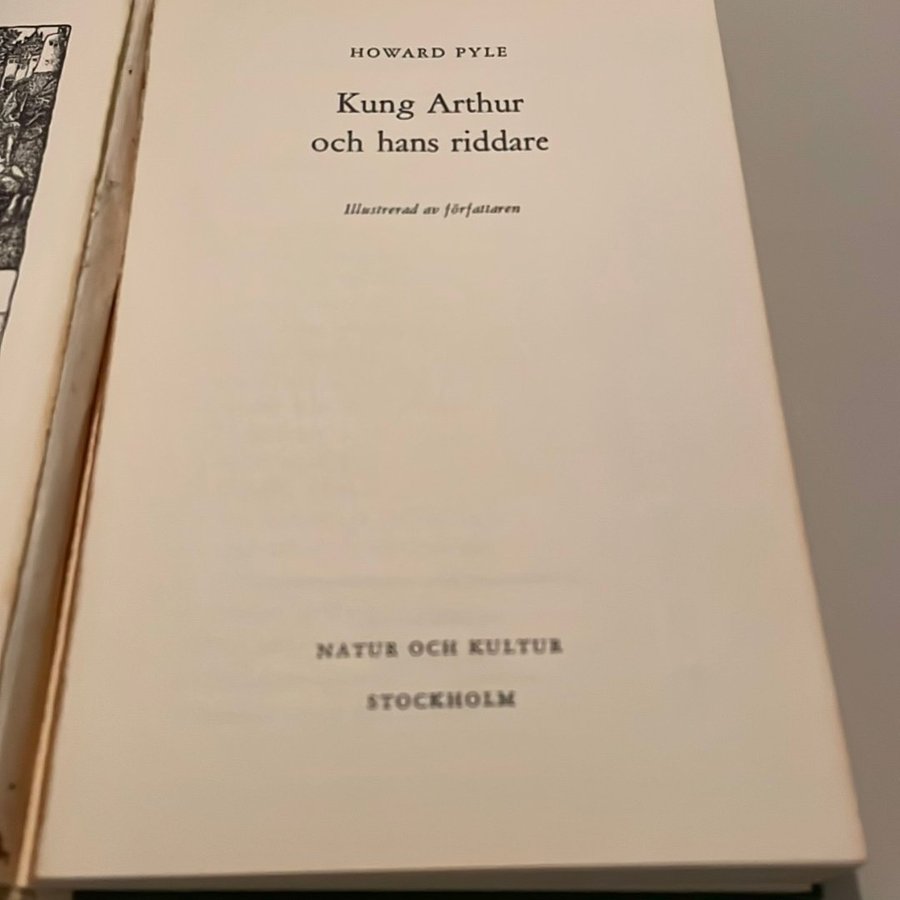 HOWARD PYLE
Kung Arthur
och hans riddare
Illustrerad av författaren
NATUR OCH KULTUR
STOCKHOLM